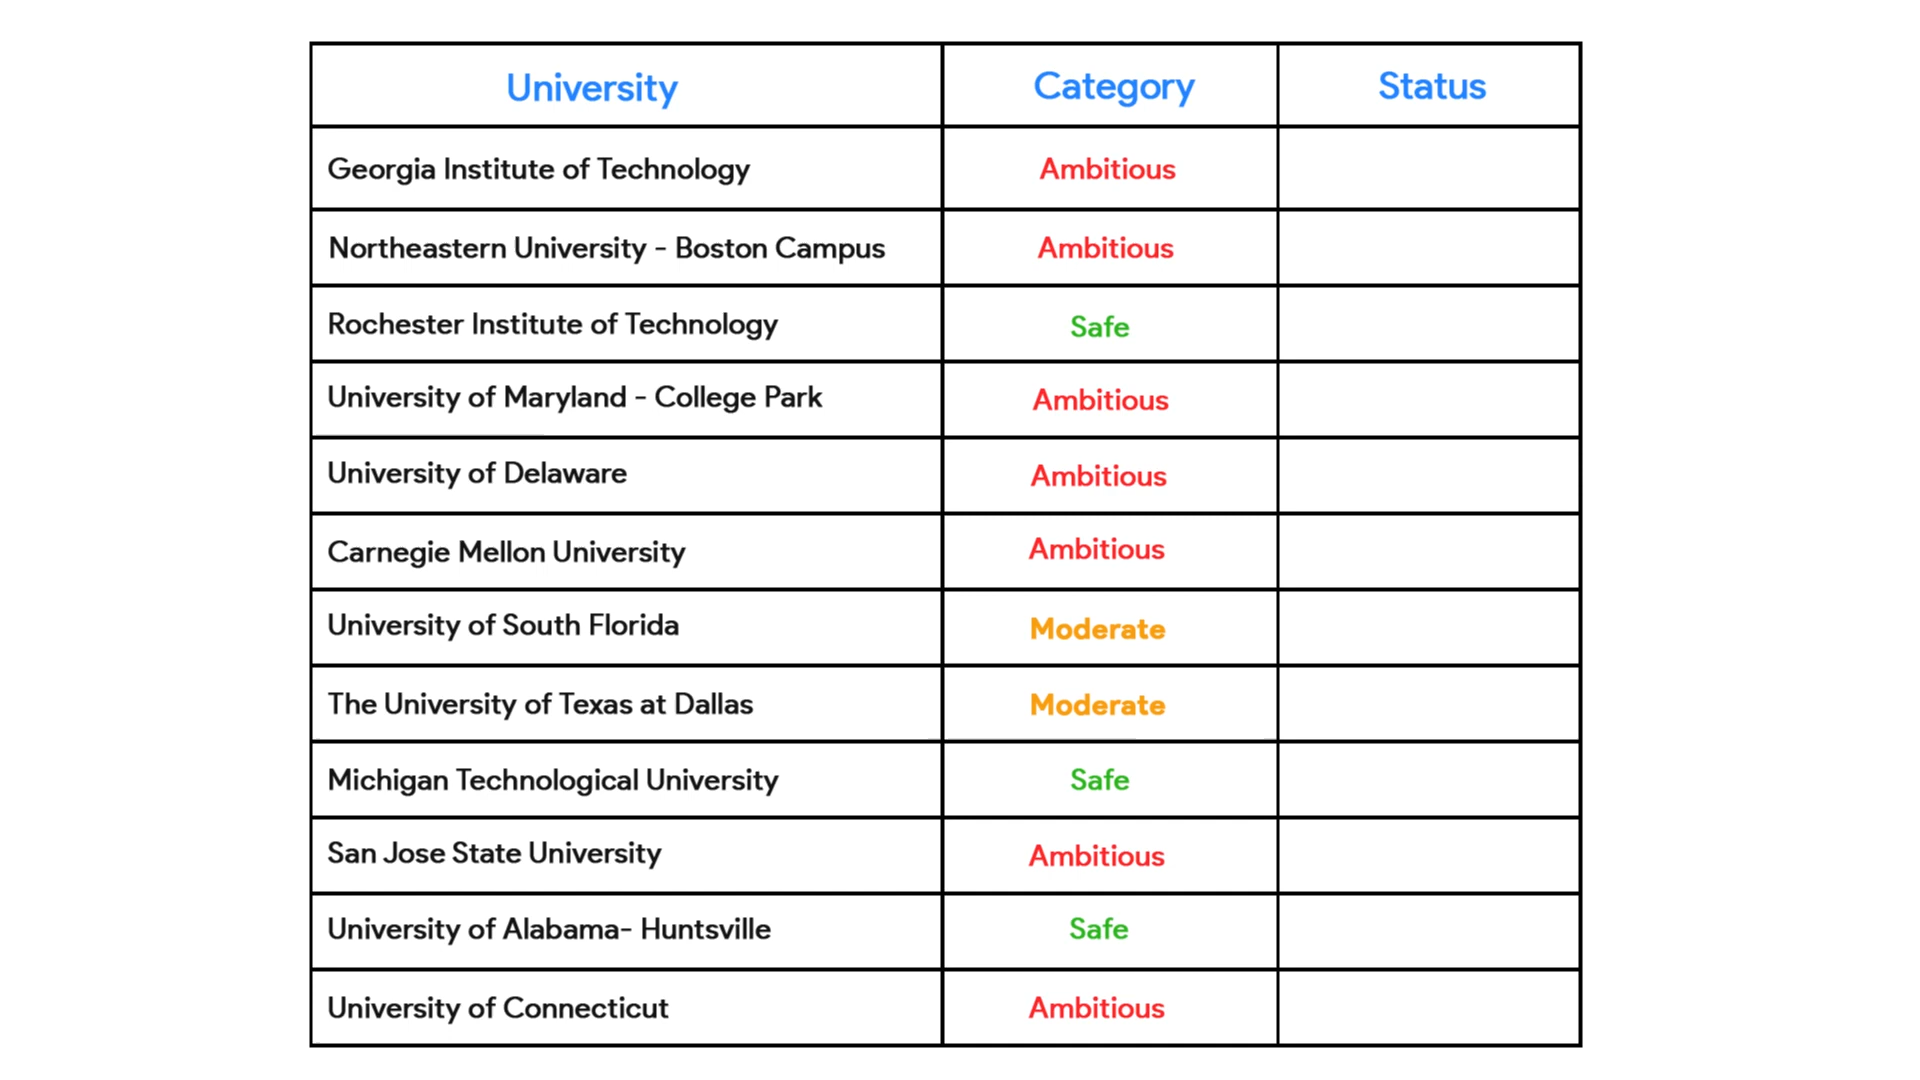 University Category Status
Georgia Institute of Technology Ambitious
Northeastern University - Boston Campus Ambitious
Rochester Institute of Technology Safe
University of Maryland - College Park Ambitious
University of Delaware Ambitious
Carnegie Mellon University Ambitious
University of South Florida Moderate
The University of Texas at Dallas Moderate
Michigan Technological University Safe
San Jose State University Ambitious
University of Alabama- Huntsville Safe
University of Connecticut Ambitious